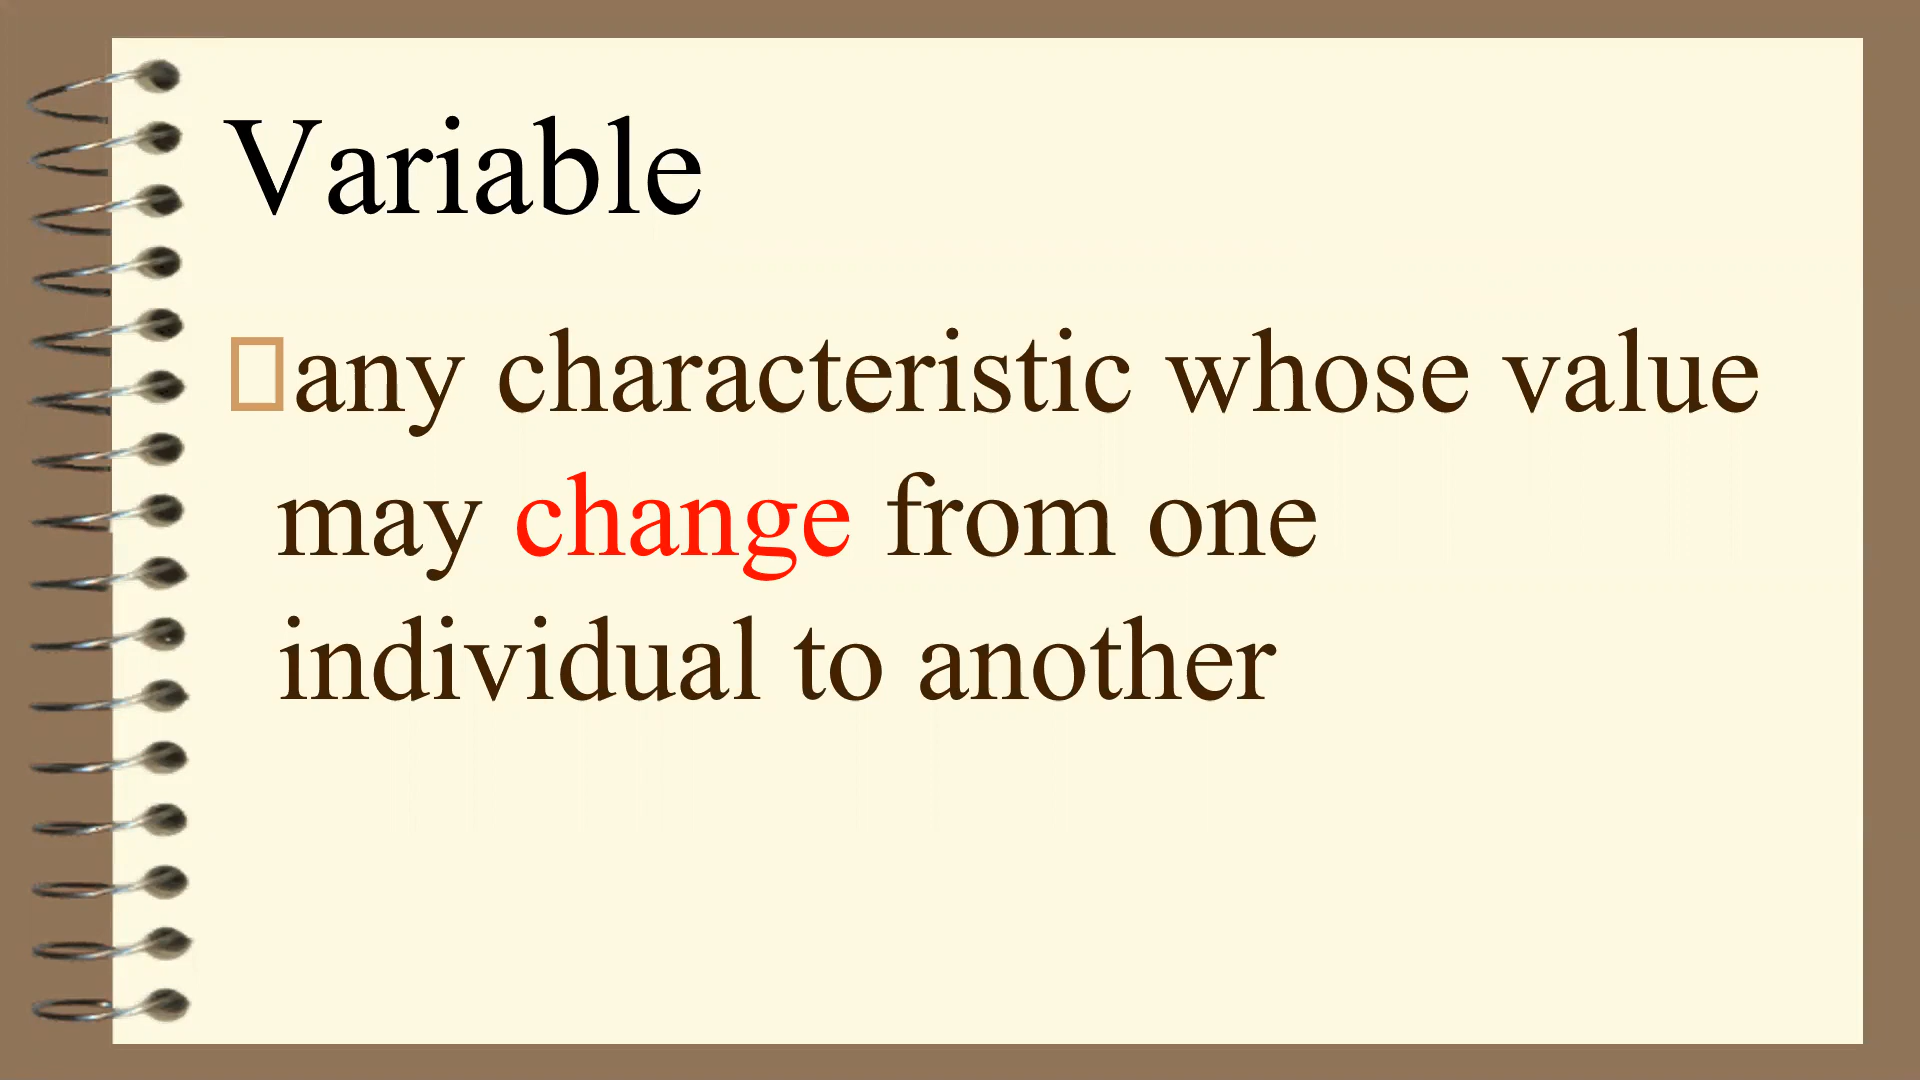 Variable
any characteristic whose value
may change from one
individual to another